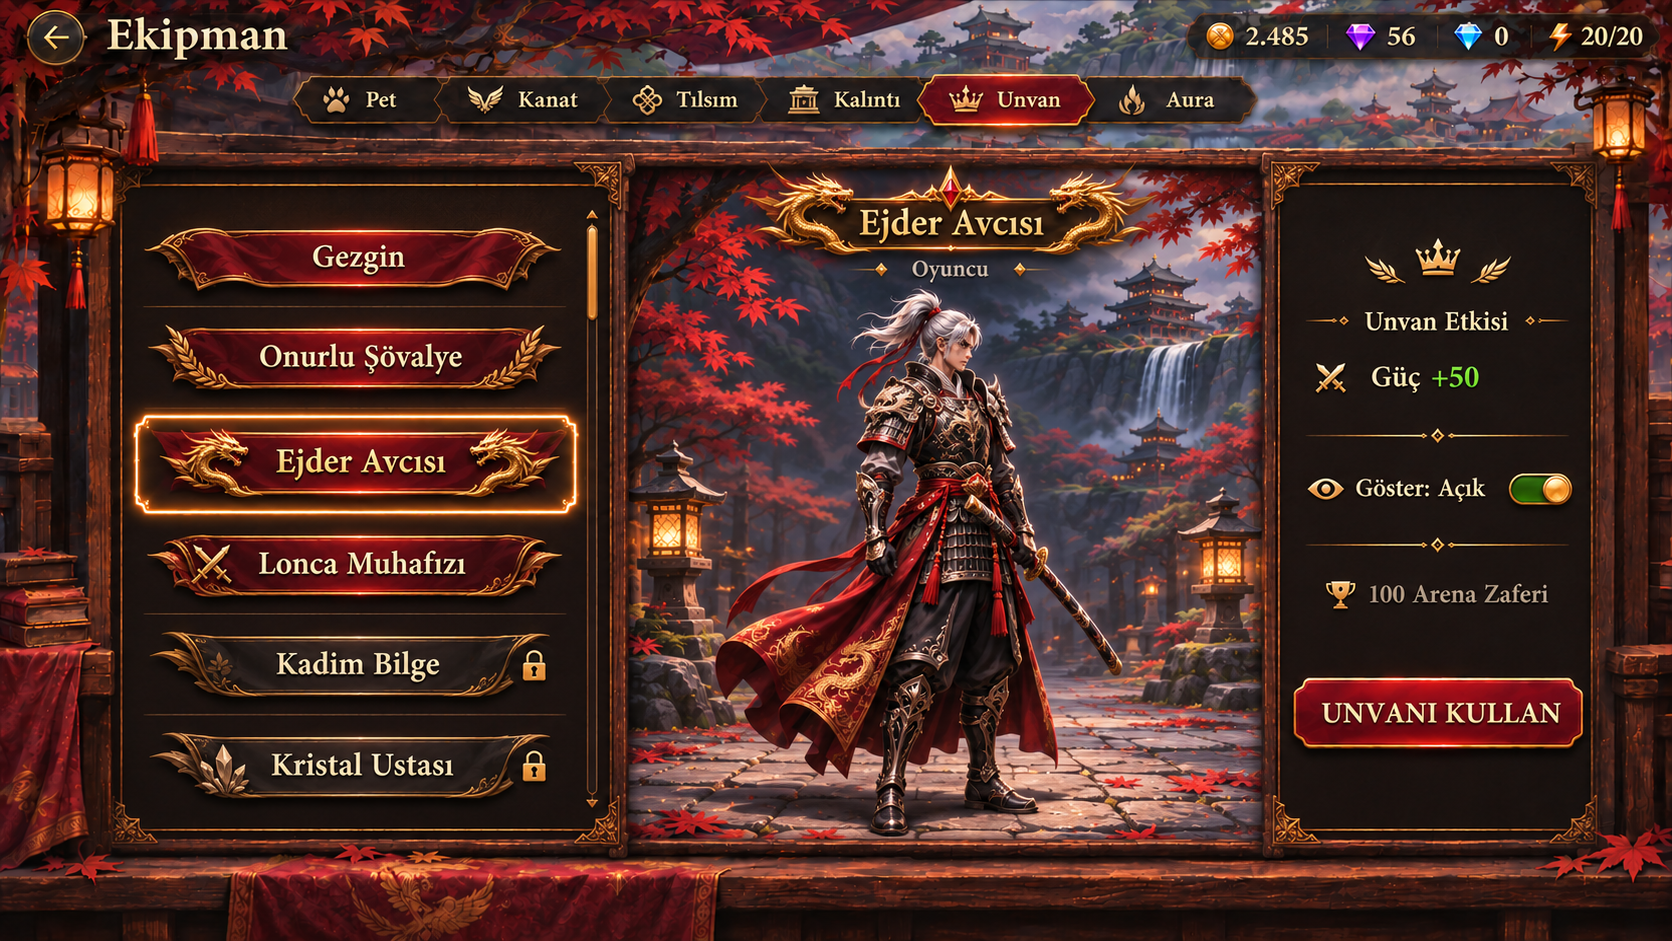 Ekipman
2.485
56
0
20/20
Pet
Kanat
Tılsım
Kalıntı
Unvan
Aura
Gezgin
Onurlu Şövalye
Ejder Avcısı
Lonca Muhafızı
Kadim Bilge
Kristal Ustası
Ejder Avcısı
Oyuncu
Unvan Etkisi
Güç +50
Göster: Açık
100 Arena Zaferi
UNVANI KULLAN